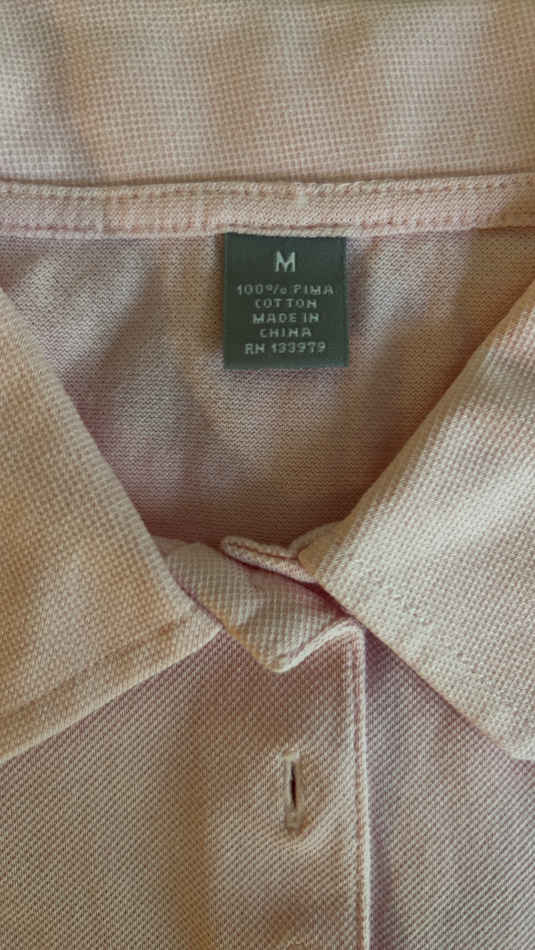 M
100% PIMA
COTTON
MADE IN
CHINA
RN 133979